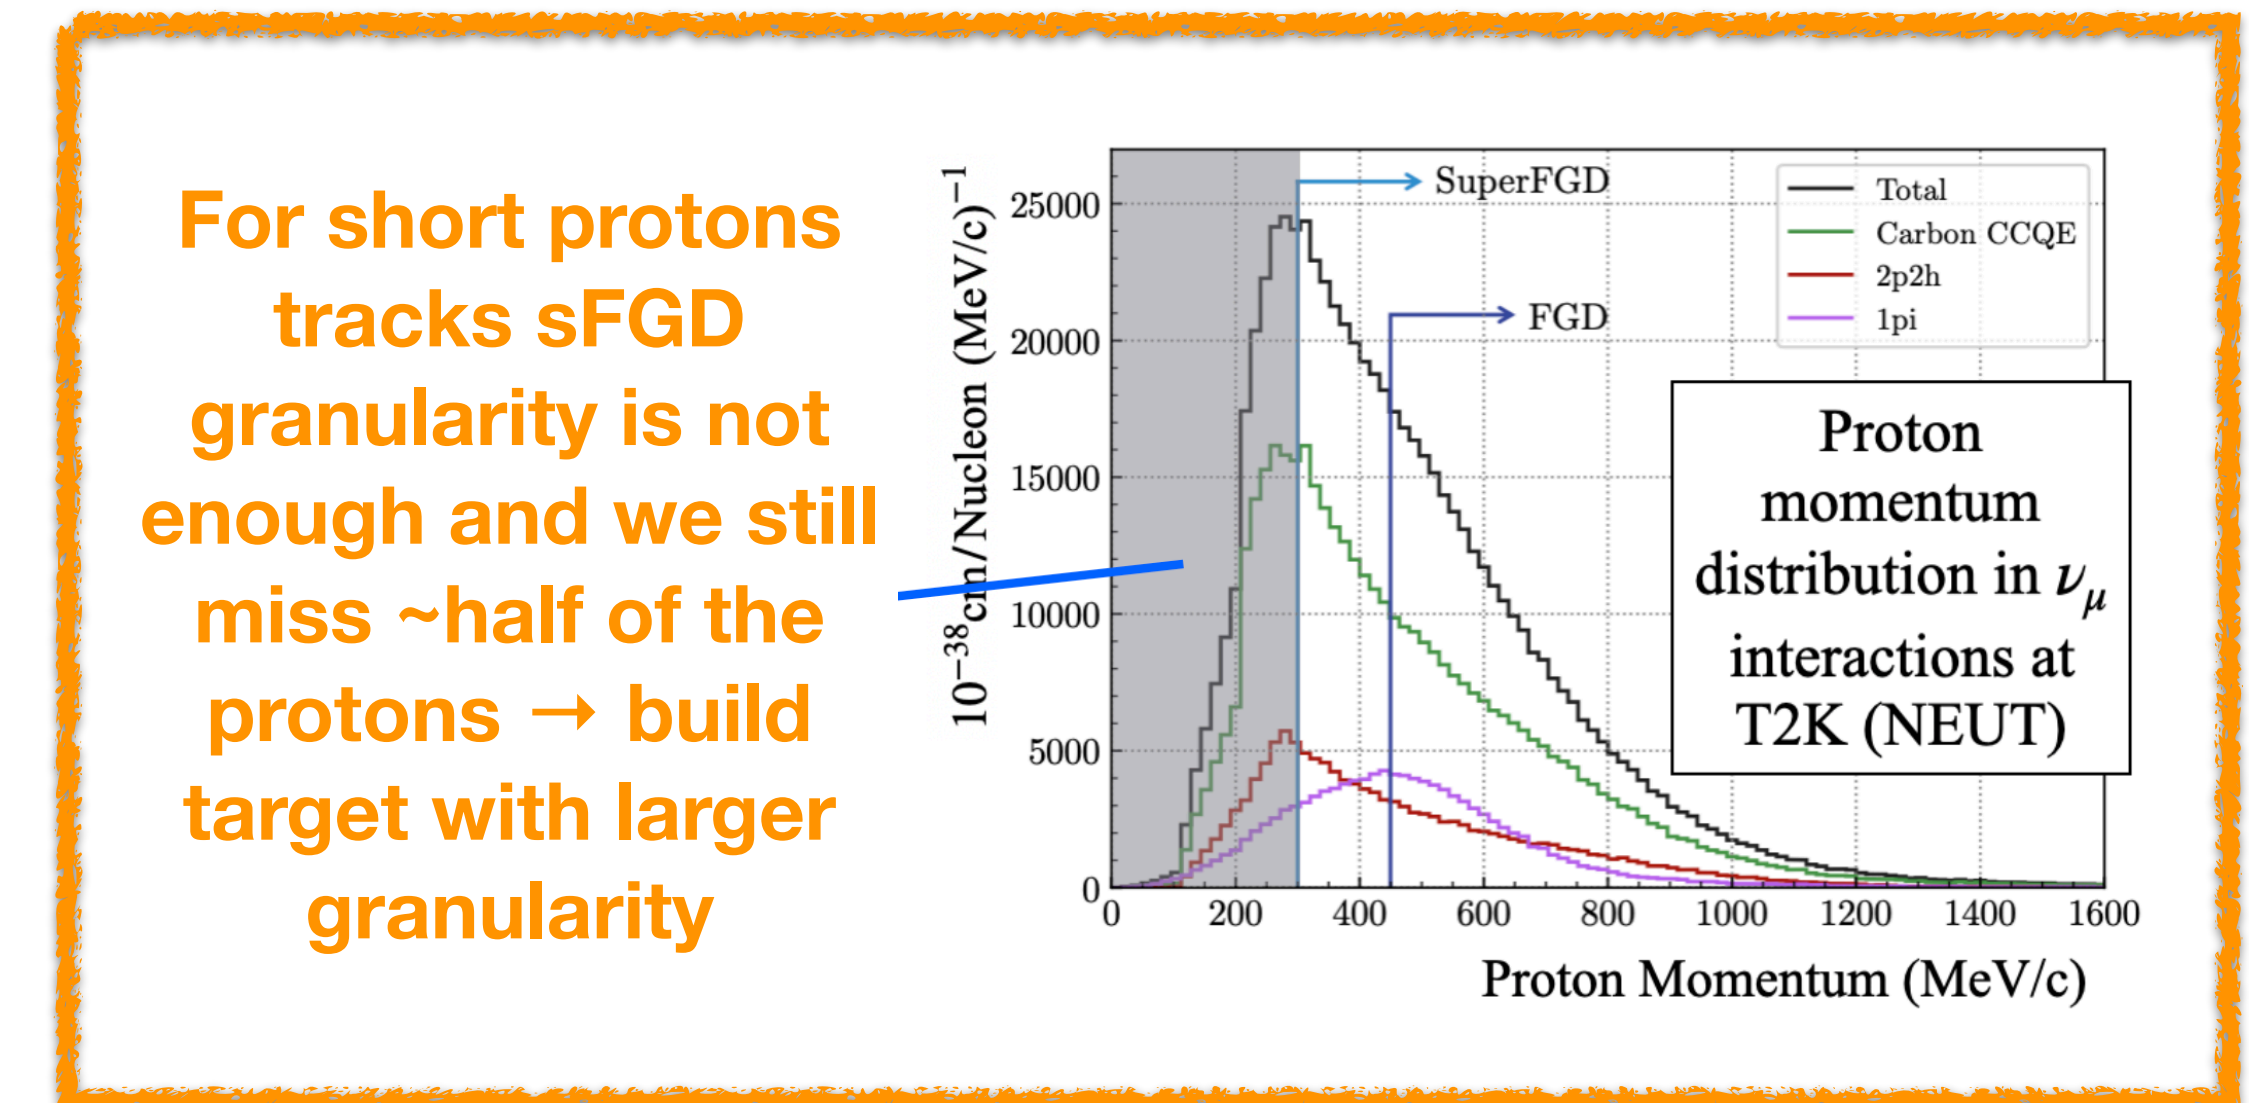 For short protons
tracks sFGD
granularity is not
enough and we still
miss ~half of the
protons → build
target with larger
granularity
10⁻³⁸cm/Nucleon (MeV/c)⁻¹
25000
20000
15000
10000
5000
0
0 200 400 600 800 1000 1200 1400 1600
Proton Momentum (MeV/c)
SuperFGD
FGD
Total
Carbon CCQE
2p2h
1pi
Proton
momentum
distribution in νμ
interactions at
T2K (NEUT)